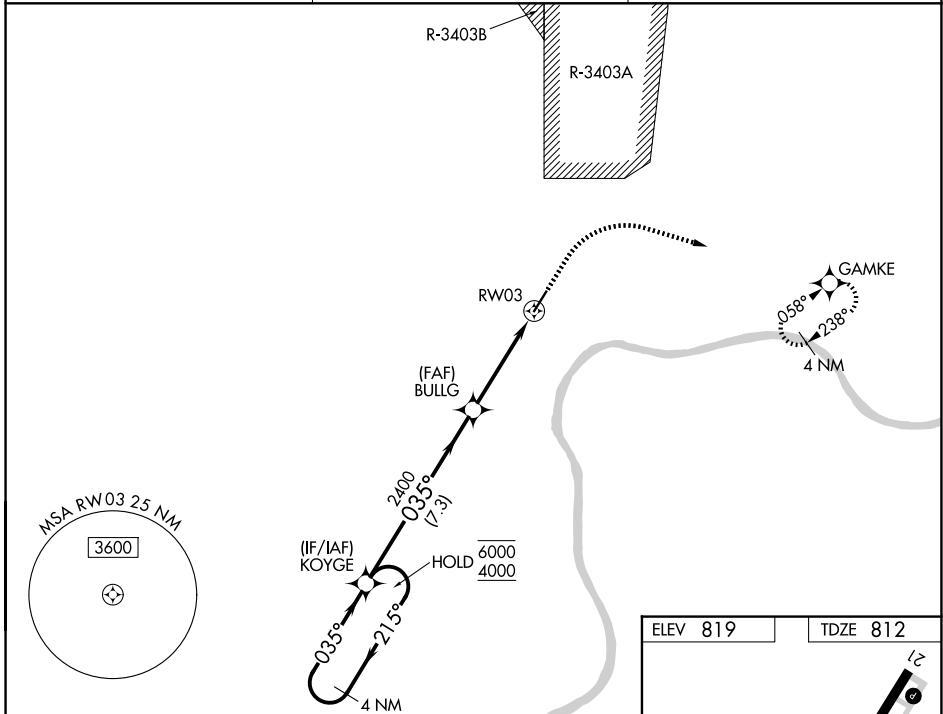 R-3403B
R-3403A
GAMKE
RW03
058°
238°
4 NM
(FAF)
BULLG
2400
035°
(7.3)
MSA RW03 25 NM
3600
(IF/IAF)
KOYGE
HOLD 6000
4000
035°
215°
4 NM
ELEV 819
TDZE 812
21
P